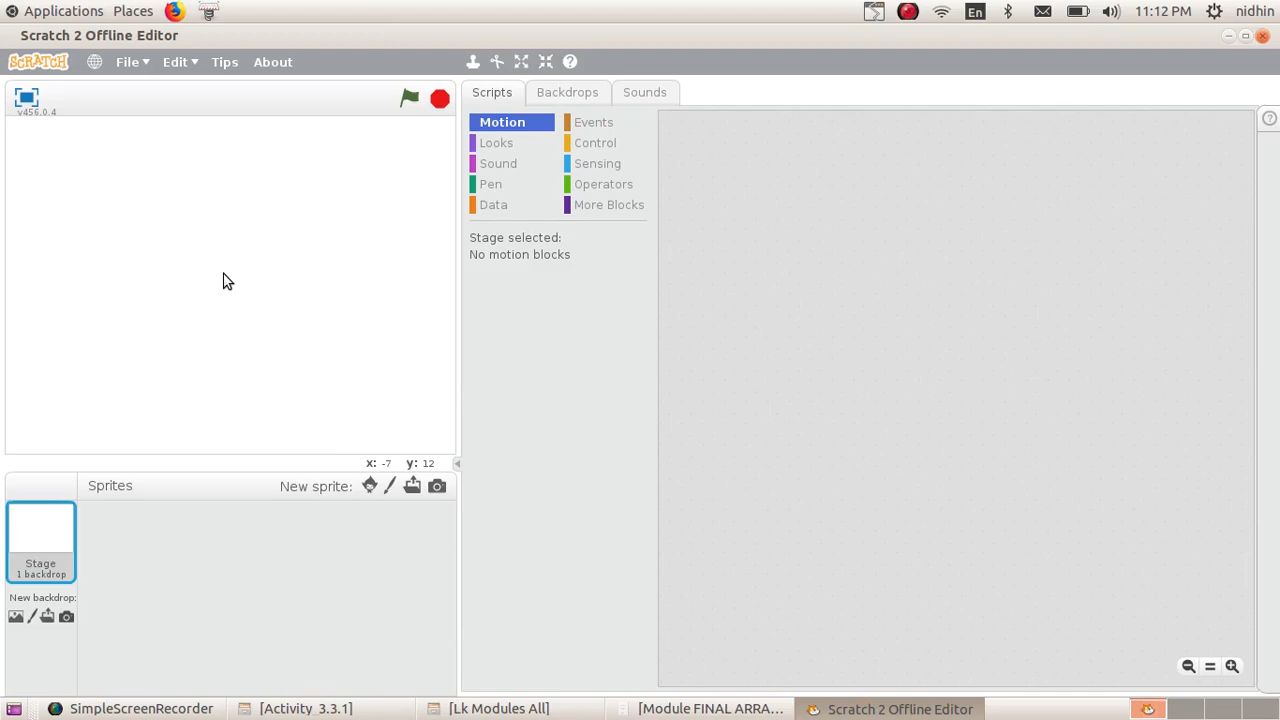 Applications Places En 11:12 PM nidhin
Scratch 2 Offline Editor
SCRATCH File Edit Tips About
v456.0.4
Scripts Backdrops Sounds
Motion Events
Looks Control
Sound Sensing
Pen Operators
Data More Blocks
Stage selected:
No motion blocks
x: -7 y: 12
Sprites New sprite:
Stage
1 backdrop
New backdrop:
SimpleScreenRecorder [Activity_3.3.1] [Lk Modules All] [Module FINAL ARRA... Scratch 2 Offline Editor